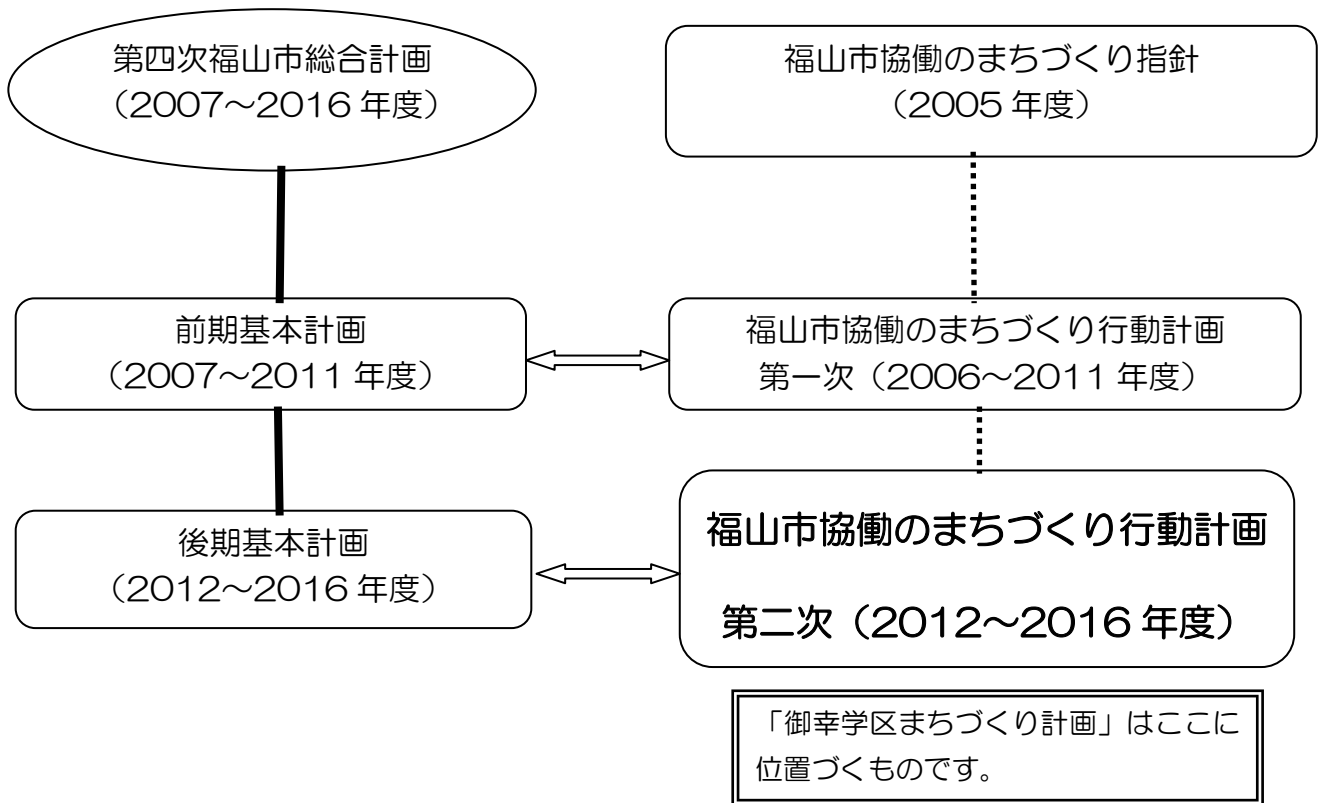 第四次福山市総合計画
（2007～2016 年度）
福山市協働のまちづくり指針
（2005 年度）
前期基本計画
（2007～2011 年度）
福山市協働のまちづくり行動計画
第一次（2006～2011 年度）
後期基本計画
（2012～2016 年度）
福山市協働のまちづくり行動計画
第二次（2012～2016 年度）
「御幸学区まちづくり計画」はここに
位置づくものです。